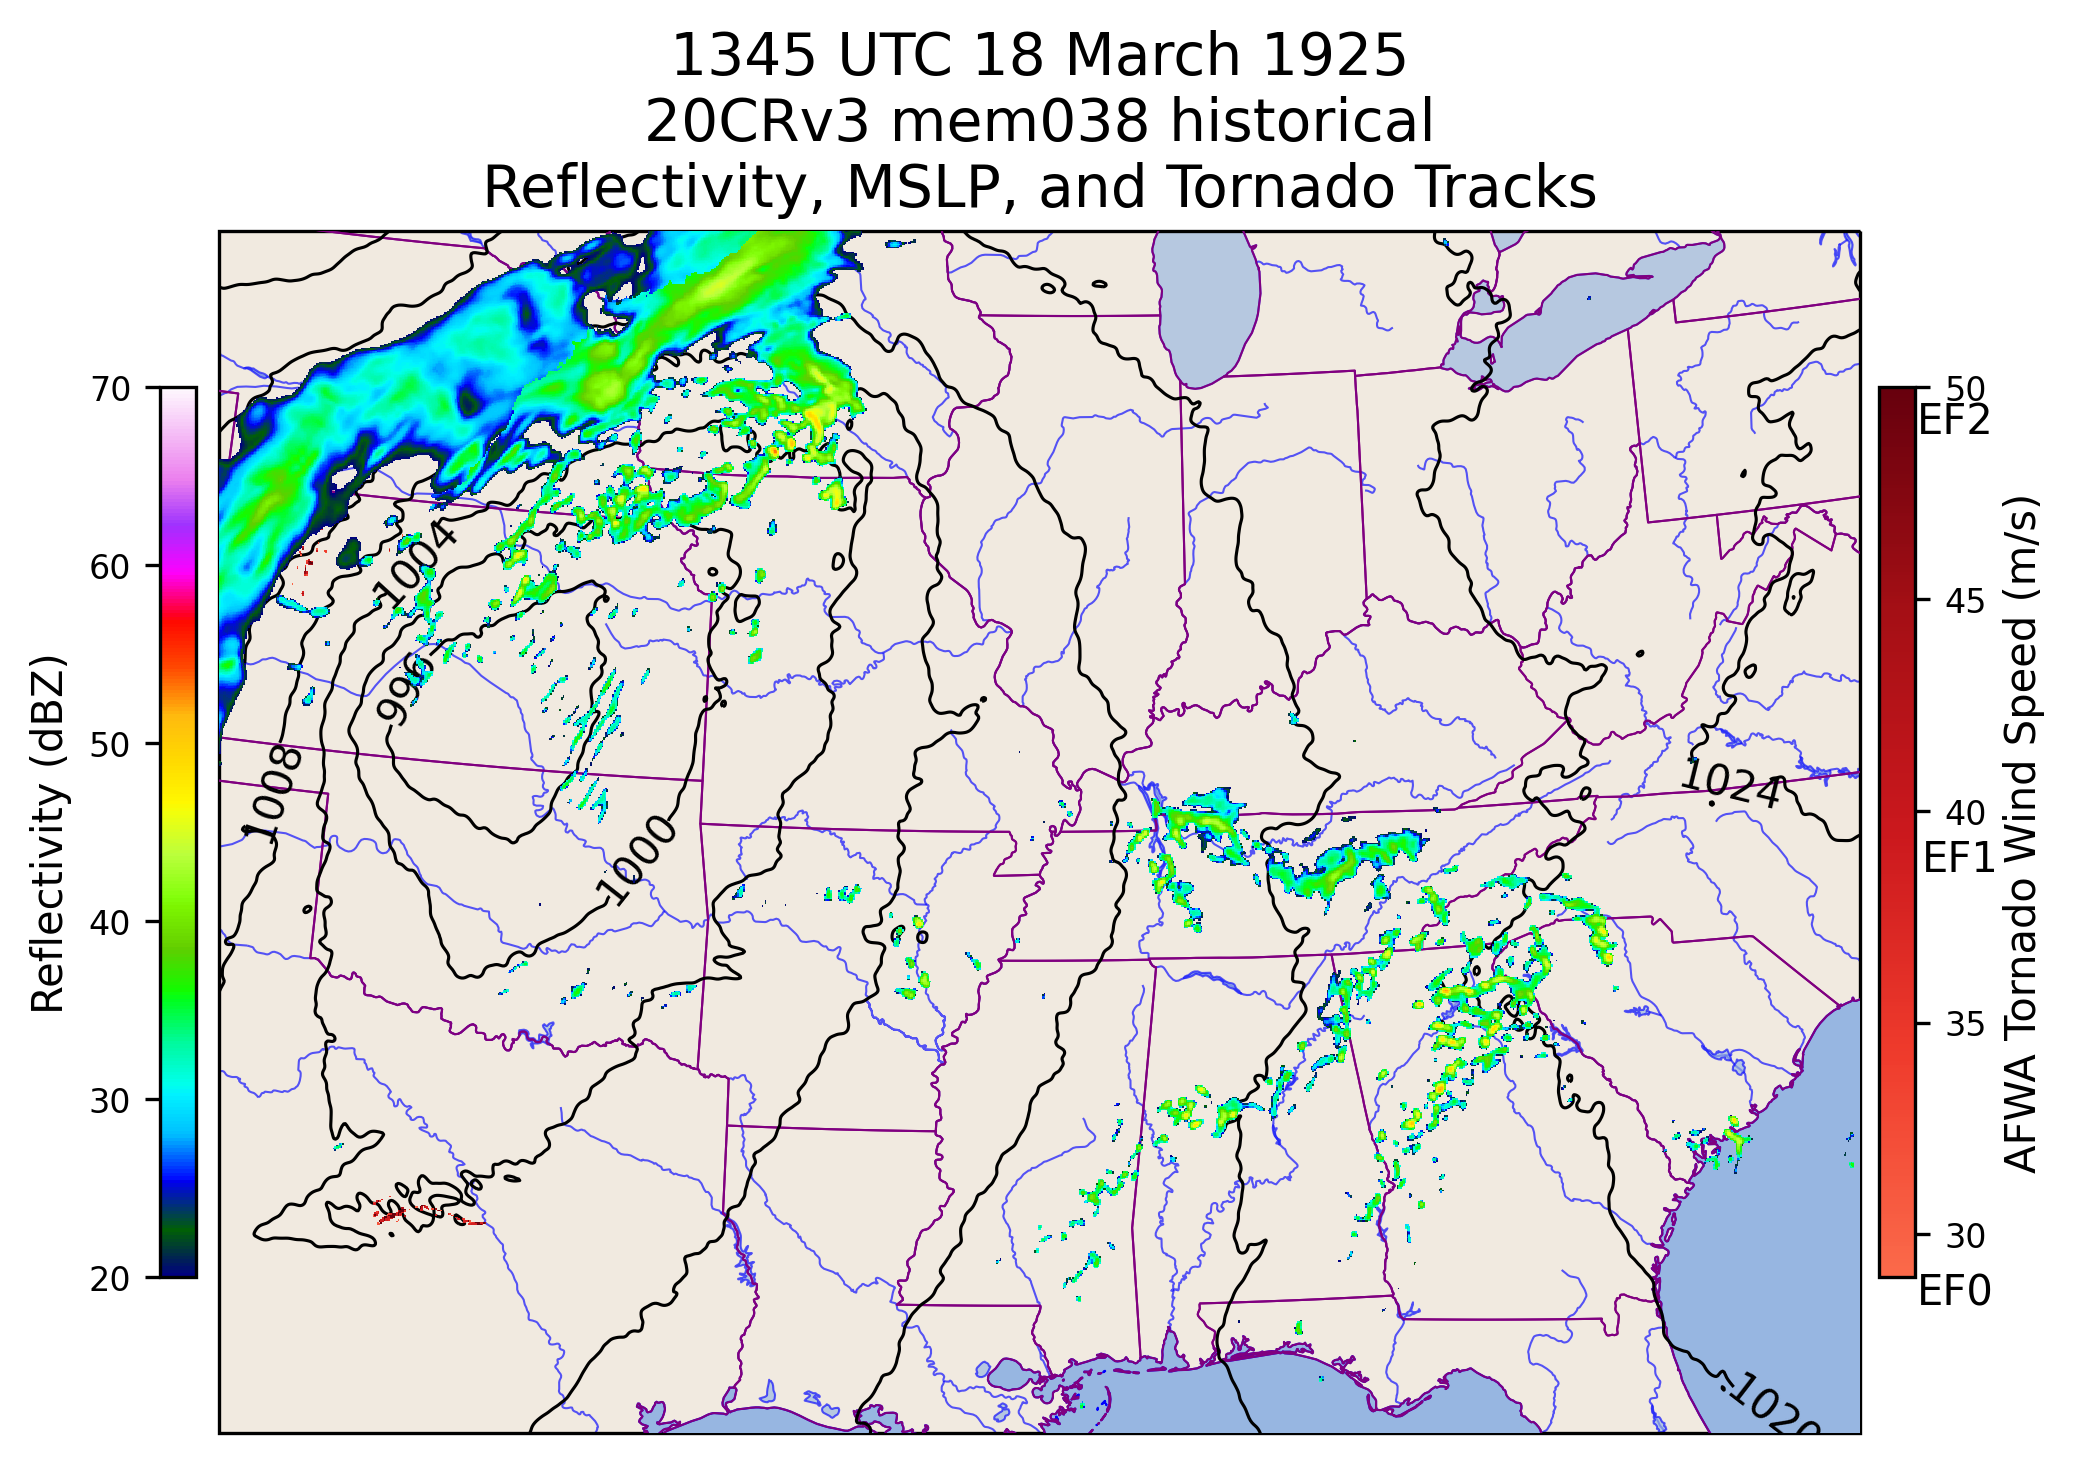 1345 UTC 18 March 1925
20CRv3 mem038 historical
Reflectivity, MSLP, and Tornado Tracks
70
60
50
40
30
20
Reflectivity (dBZ)
1004
996
1008
1000
1024
1020
50
EF2
45
40
EF1
35
30
EF0
AFWA Tornado Wind Speed (m/s)